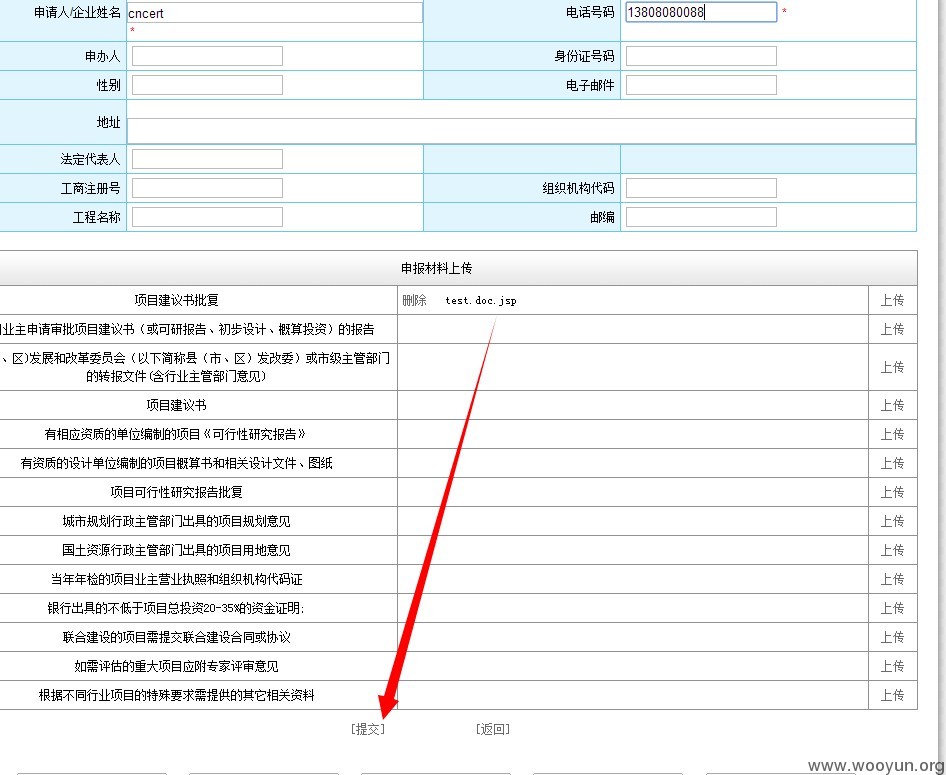 申请人/企业姓名 cncert 电话号码 13808080088 *
*
申办人 身份证号码
性别 电子邮件
地址
法定代表人
工商注册号 组织机构代码
工程名称 邮编
申报材料上传
项目建议书批复 删除 test.doc.jsp 上传
业主申请审批项目建议书（或可研报告、初步设计、概算投资）的报告 上传
、区)发展和改革委员会（以下简称县（市、区）发改委）或市级主管部门
的转报文件(含行业主管部门意见） 上传
项目建议书 上传
有相应资质的单位编制的项目《可行性研究报告》 上传
有资质的设计单位编制的项目概算书和相关设计文件、图纸 上传
项目可行性研究报告批复 上传
城市规划行政主管部门出具的项目规划意见 上传
国土资源行政主管部门出具的项目用地意见 上传
当年年检的项目业主营业执照和组织机构代码证 上传
银行出具的不低于项目总投资20-35%的资金证明; 上传
联合建设的项目需提交联合建设合同或协议 上传
如需评估的重大项目应附专家评审意见 上传
根据不同行业项目的特殊要求需提供的其它相关资料 上传
[提交] [返回]
www.wooyun.org